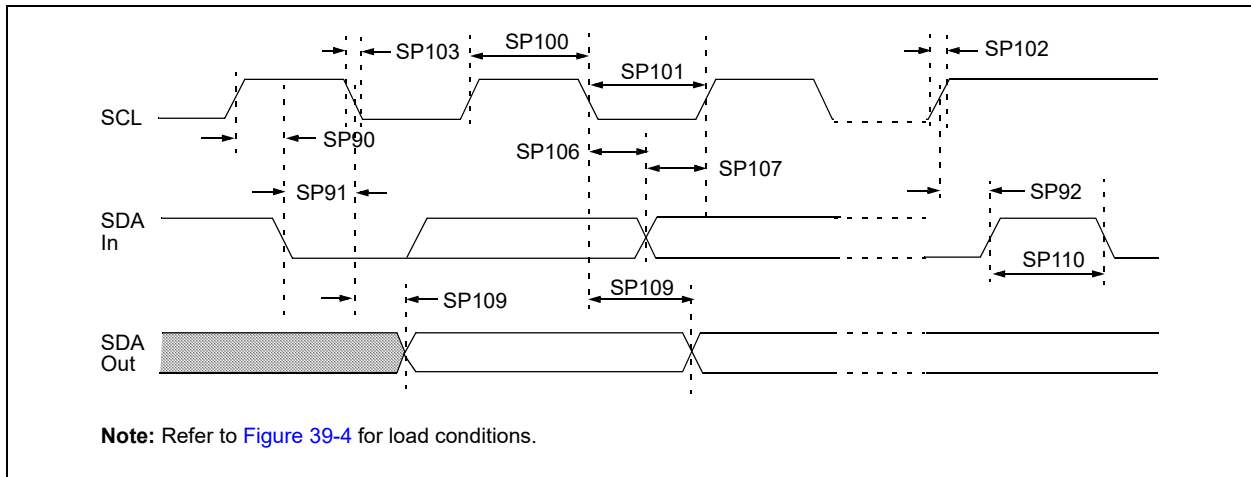 SP103
SP100
SP102
SP101
SCL
SP90
SP106
SP107
SP91
SP92
SDA
In
SP110
SP109
SP109
SDA
Out
Note: Refer to Figure 39-4 for load conditions.